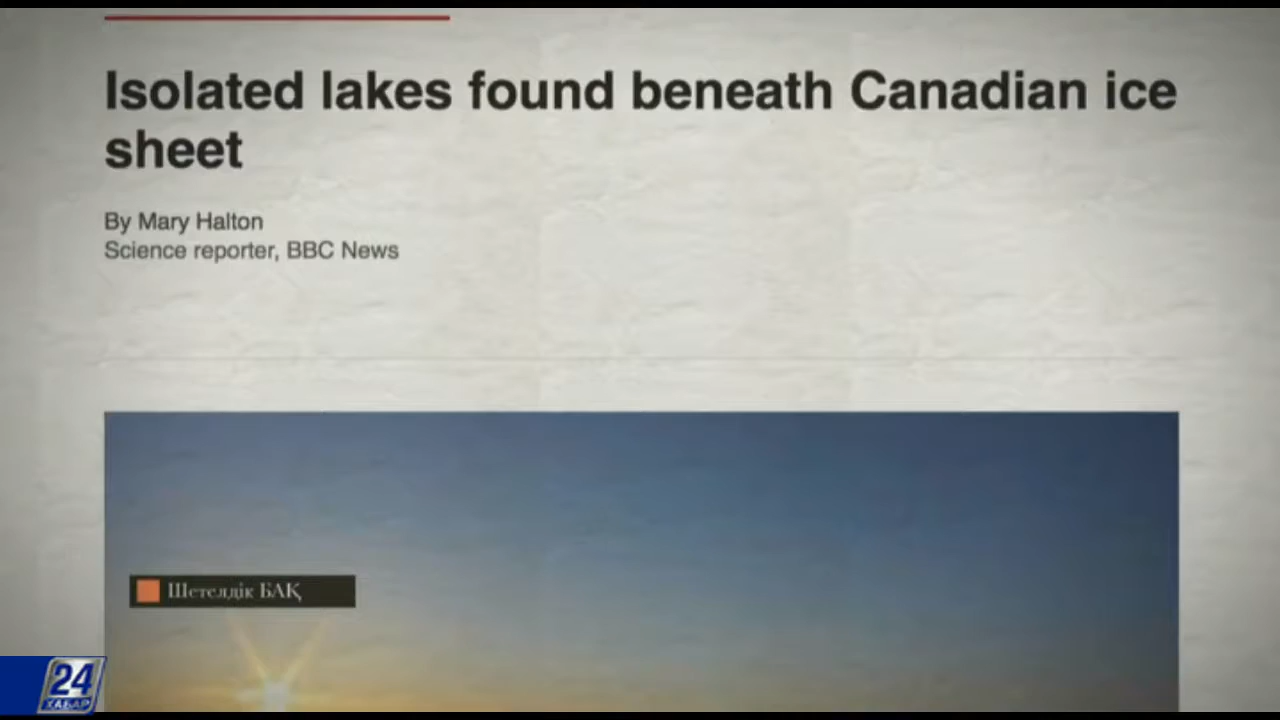 Isolated lakes found beneath Canadian ice
sheet
By Mary Halton
Science reporter, BBC News
Шетелдік БАҚ
24
ХАБАР